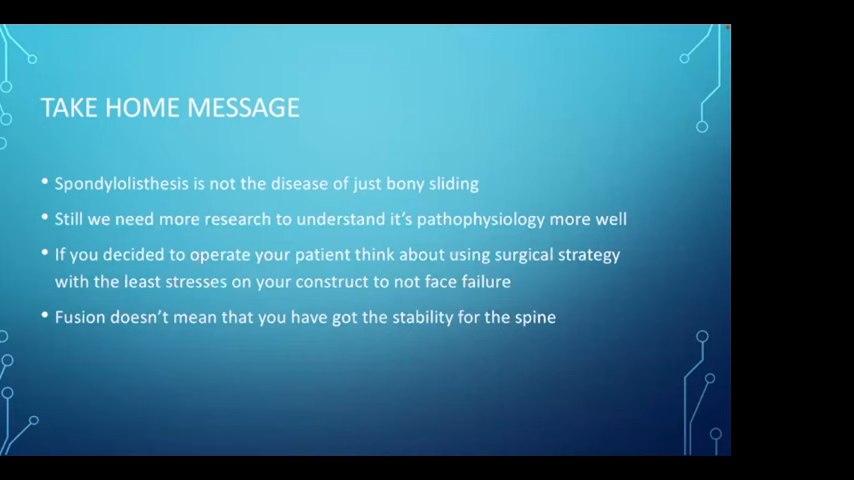 TAKE HOME MESSAGE
• Spondylolisthesis is not the disease of just bony sliding
• Still we need more research to understand it's pathophysiology more well
• If you decided to operate your patient think about using surgical strategy
with the least stresses on your construct to not face failure
• Fusion doesn't mean that you have got the stability for the spine